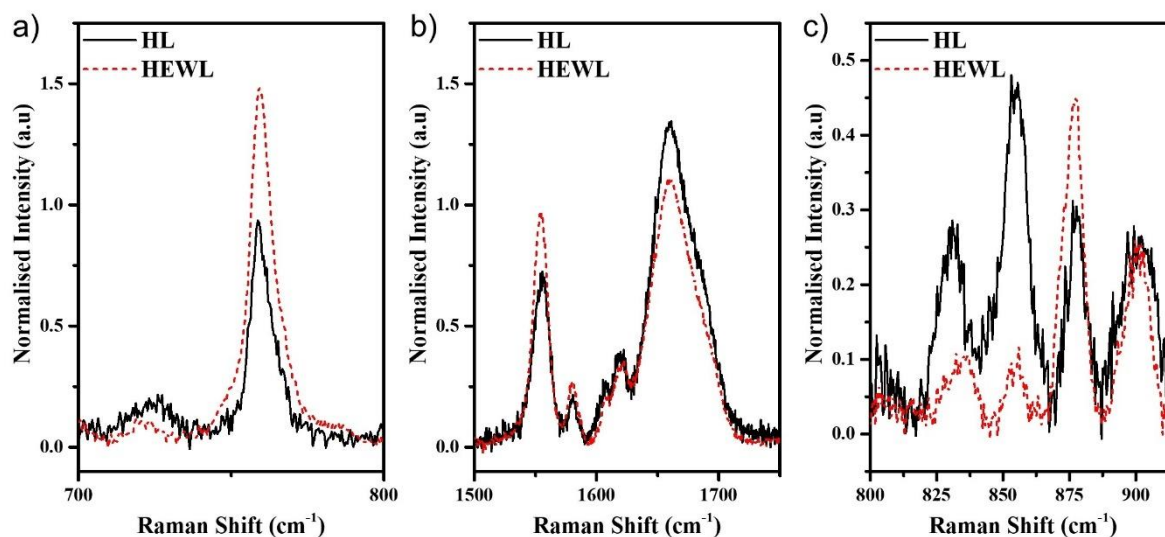 a)
HL
HEWL
Normalised Intensity (a.u)
1.5
1.0
0.5
0.0
700
800
Raman Shift (cm⁻¹)
b)
HL
HEWL
Normalised Intensity (a.u)
1.5
1.0
0.5
0.0
1500
1600
1700
Raman Shift (cm⁻¹)
c)
HL
HEWL
Normalised Intensity (a.u)
0.5
0.4
0.3
0.2
0.1
0.0
800
825
850
875
900
Raman Shift (cm⁻¹)